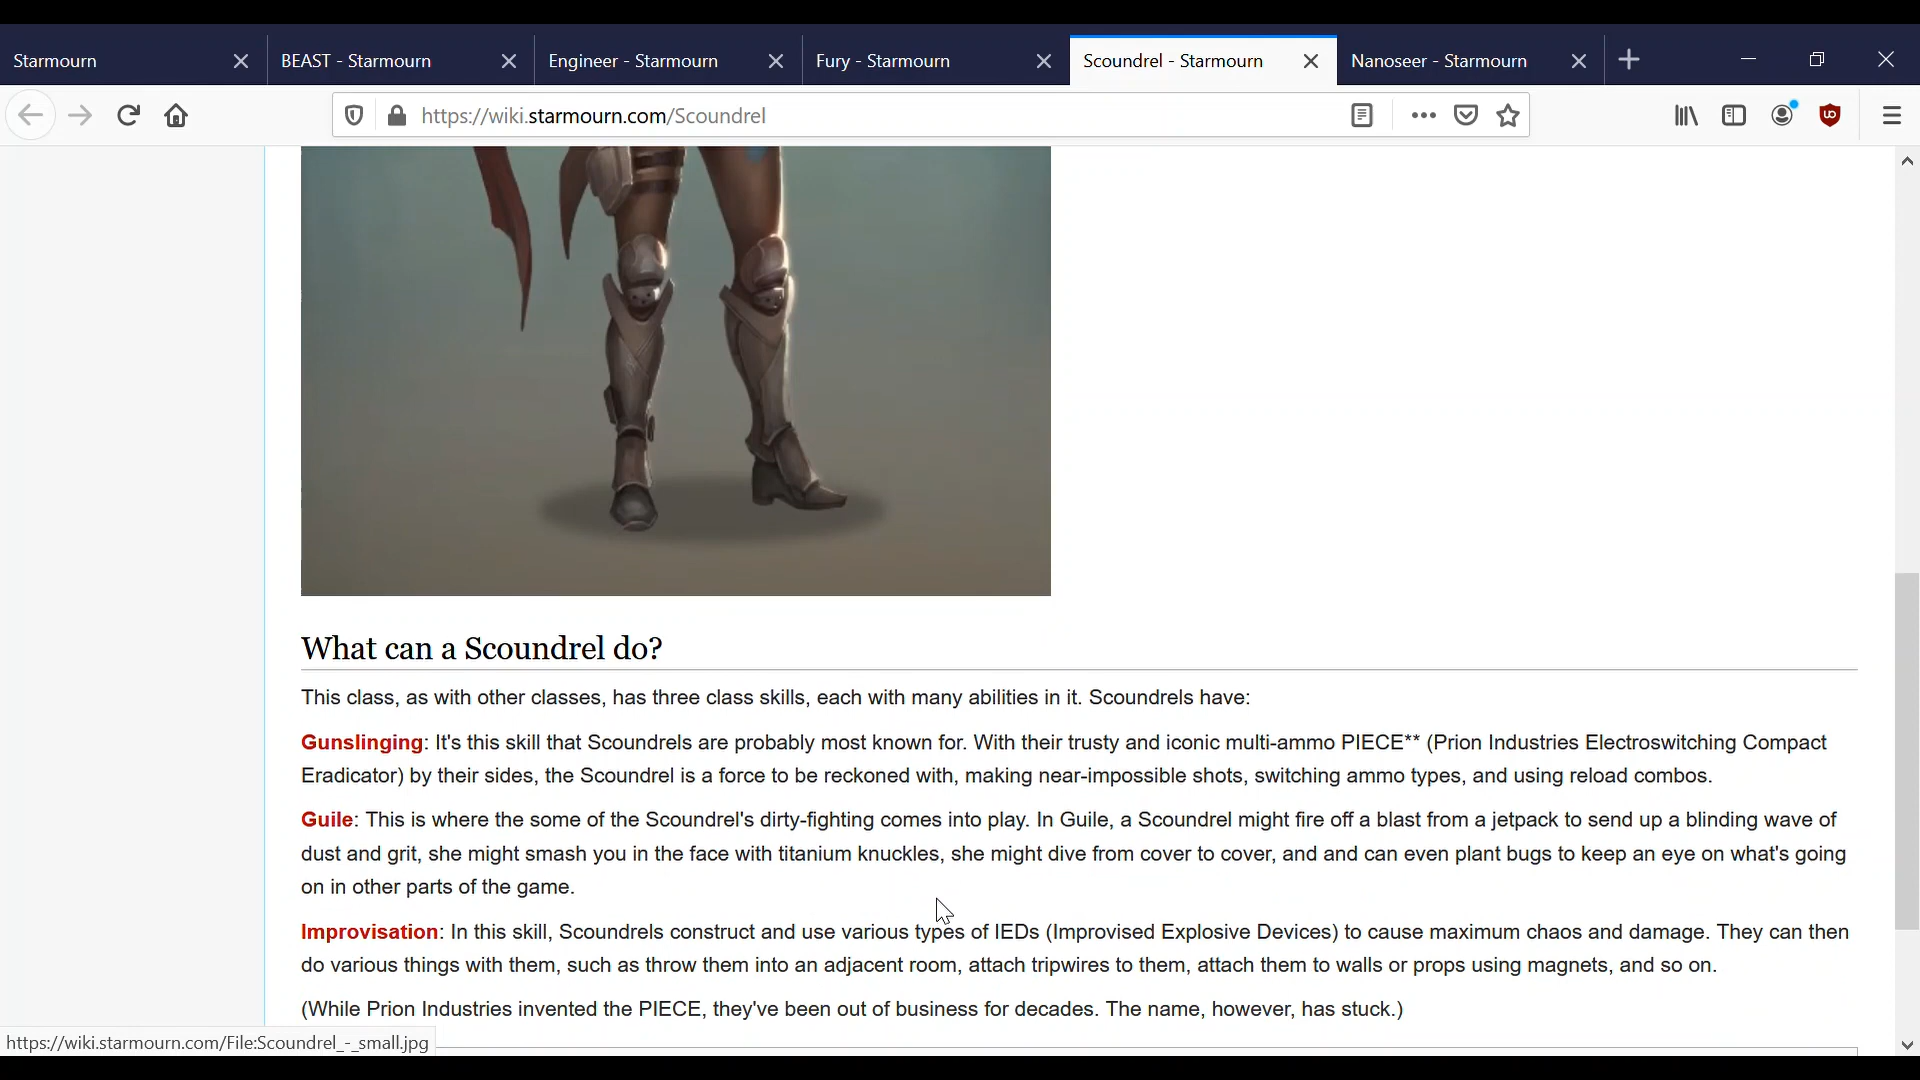 Starmourn
BEAST - Starmourn
Engineer - Starmourn
Fury - Starmourn
Scoundrel - Starmourn
Nanoseer - Starmourn
https://wiki.starmourn.com/Scoundrel
What can a Scoundrel do?
This class, as with other classes, has three class skills, each with many abilities in it. Scoundrels have:
Gunslinging: It's this skill that Scoundrels are probably most known for. With their trusty and iconic multi-ammo PIECE** (Prion Industries Electroswitching Compact
Eradicator) by their sides, the Scoundrel is a force to be reckoned with, making near-impossible shots, switching ammo types, and using reload combos.
Guile: This is where the some of the Scoundrel's dirty-fighting comes into play. In Guile, a Scoundrel might fire off a blast from a jetpack to send up a blinding wave of
dust and grit, she might smash you in the face with titanium knuckles, she might dive from cover to cover, and and can even plant bugs to keep an eye on what's going
on in other parts of the game.
Improvisation: In this skill, Scoundrels construct and use various types of IEDs (Improvised Explosive Devices) to cause maximum chaos and damage. They can then
do various things with them, such as throw them into an adjacent room, attach tripwires to them, attach them to walls or props using magnets, and so on.
(While Prion Industries invented the PIECE, they've been out of business for decades. The name, however, has stuck.)
https://wiki.starmourn.com/File:Scoundrel_-_small.jpg